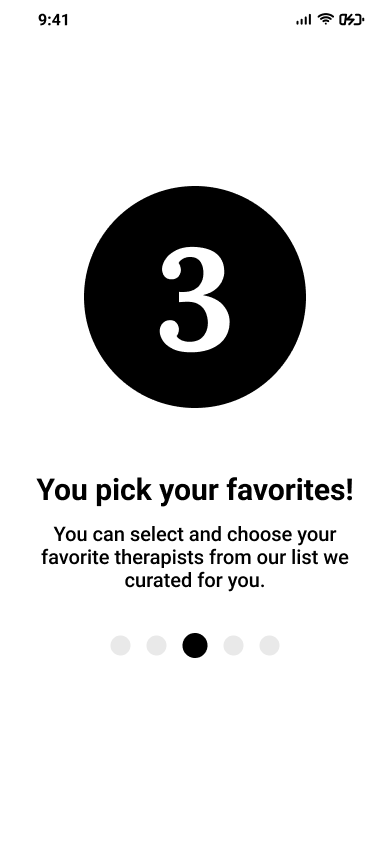 9:41
3
You pick your favorites!
You can select and choose your
favorite therapists from our list we
curated for you.